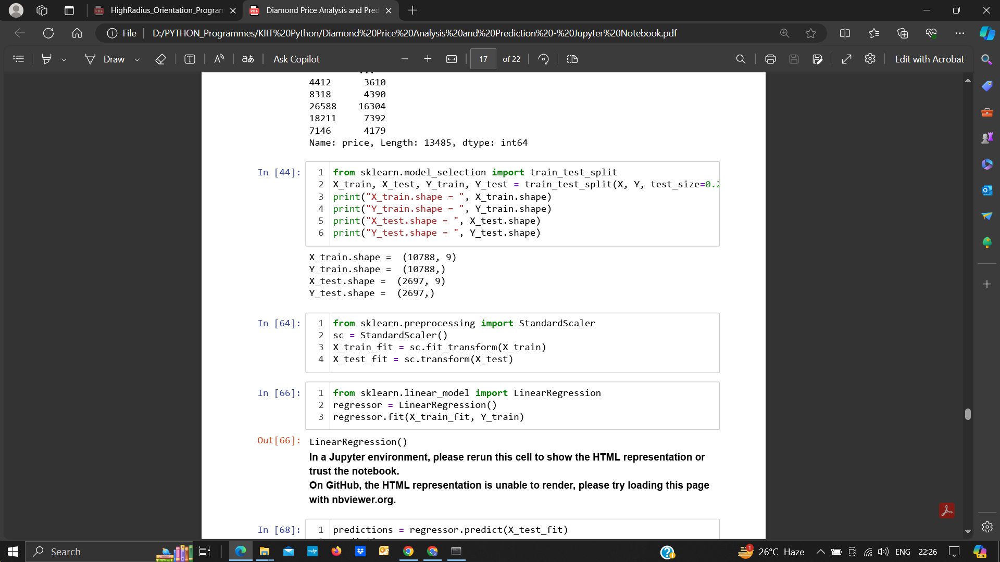 HighRadius_Orientation_Program
Diamond Price Analysis and Pred
File
D:/PYTHON_Programmes/KIIT%20Python/Diamond%20Price%20Analysis%20and%20Prediction%20-%20Jupyter%20Notebook.pdf
Draw
Ask Copilot
17 of 22
Edit with Acrobat
4412 3610
8318 4390
26588 16304
18211 7392
7146 4179
Name: price, Length: 13485, dtype: int64
In [44]:
1 from sklearn.model_selection import train_test_split
2 X_train, X_test, Y_train, Y_test = train_test_split(X, Y, test_size=0.2
3 print("X_train.shape = ", X_train.shape)
4 print("Y_train.shape = ", Y_train.shape)
5 print("X_test.shape = ", X_test.shape)
6 print("Y_test.shape = ", Y_test.shape)
X_train.shape = (10788, 9)
Y_train.shape = (10788,)
X_test.shape = (2697, 9)
Y_test.shape = (2697,)
In [64]:
1 from sklearn.preprocessing import StandardScaler
2 sc = StandardScaler()
3 X_train_fit = sc.fit_transform(X_train)
4 X_test_fit = sc.transform(X_test)
In [66]:
1 from sklearn.linear_model import LinearRegression
2 regressor = LinearRegression()
3 regressor.fit(X_train_fit, Y_train)
Out[66]: LinearRegression()
In a Jupyter environment, please rerun this cell to show the HTML representation or
trust the notebook.
On GitHub, the HTML representation is unable to render, please try loading this page
with nbviewer.org.
In [68]:
1 predictions = regressor.predict(X_test_fit)
Search
26°C Haze
ENG
22:26